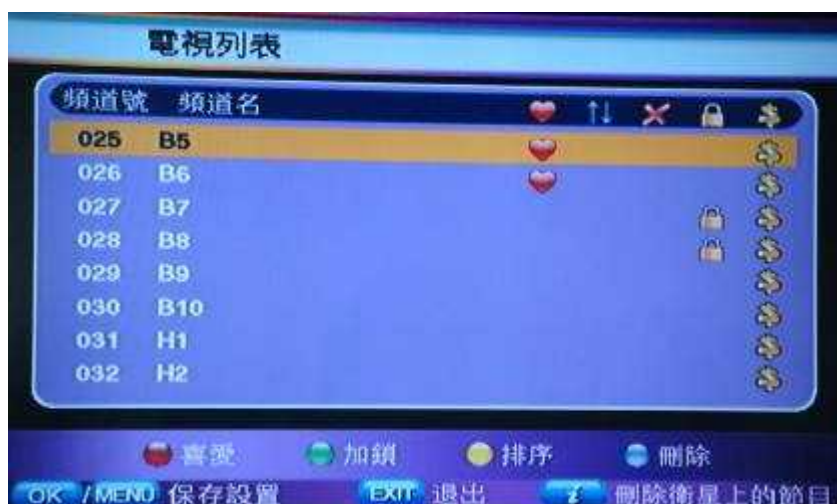 電視列表
頻道號 頻道名
025 B5
026 B6
027 B7
028 B8
029 B9
030 B10
031 H1
032 H2
喜愛 加鎖 排序 刪除
OK / MENU 保存設置 EXIT 退出 i 刪除衛星上的節目